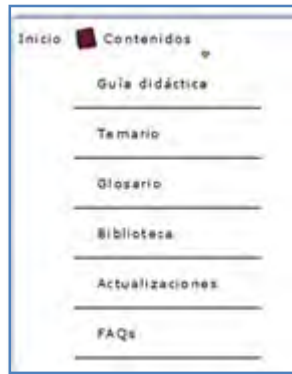 Inicio Contenidos
Guía didáctica
Temario
Glosario
Biblioteca
Actualizaciones
FAQs